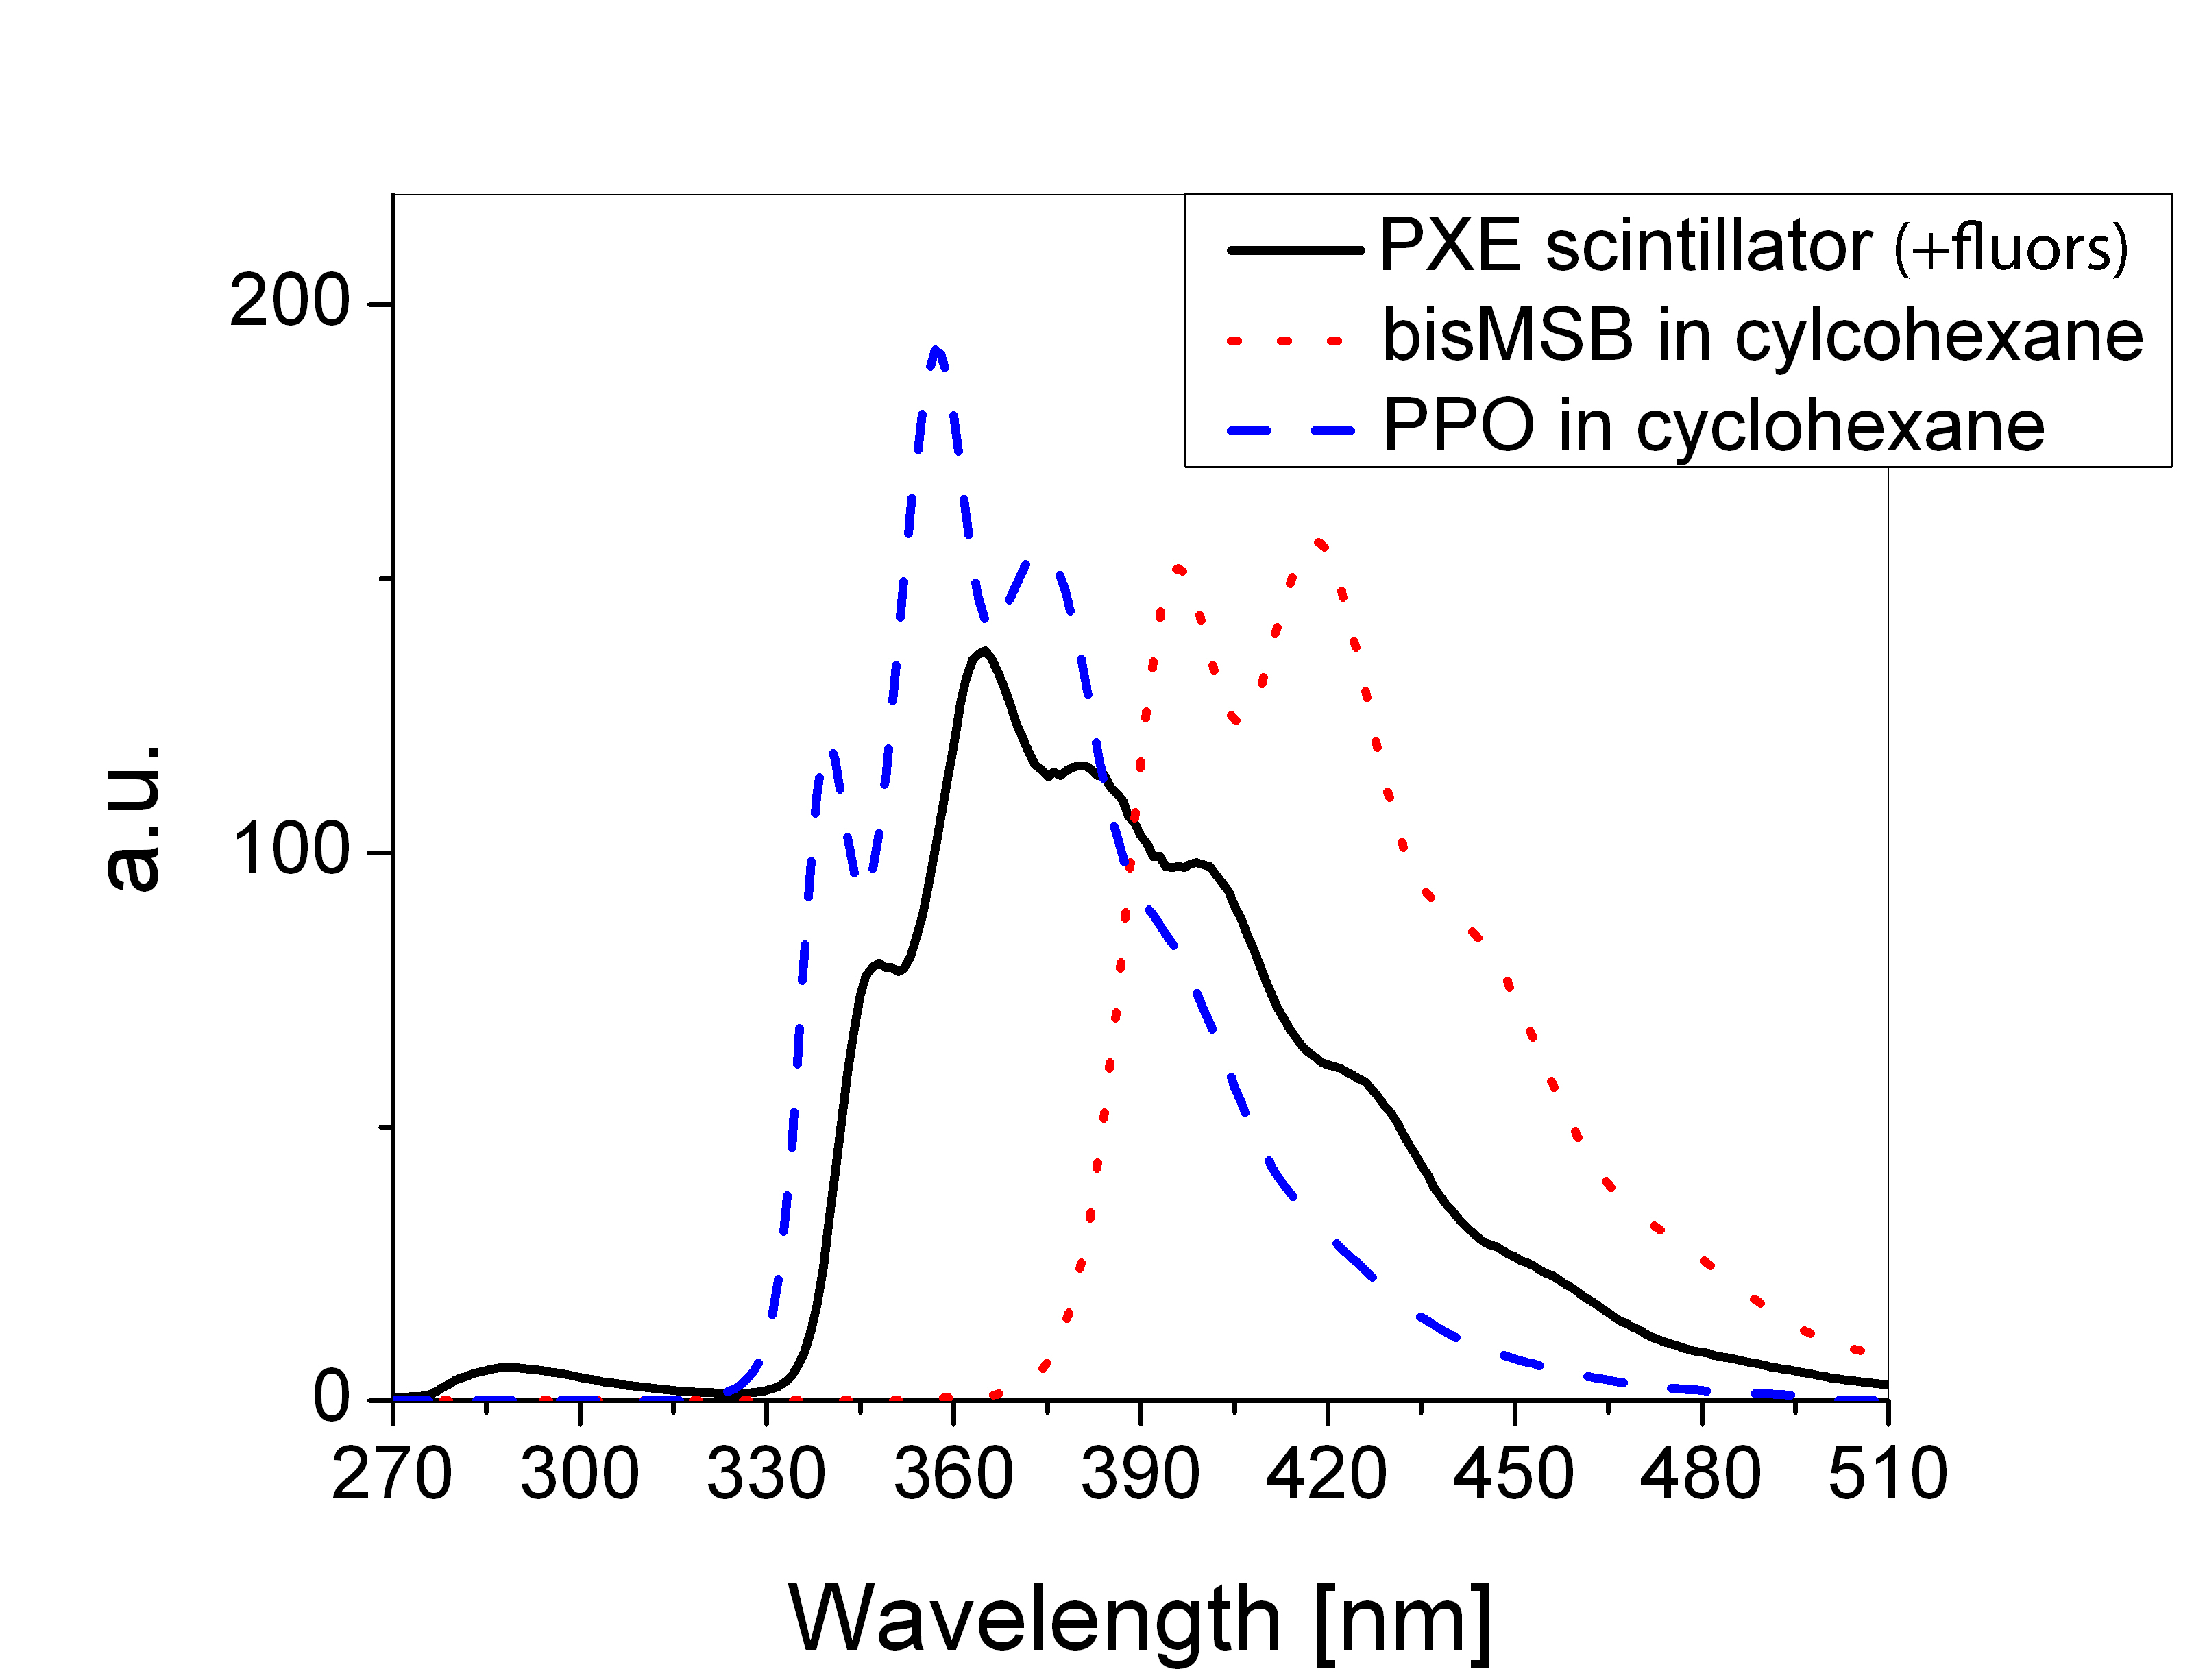 PXE scintillator (+fluors)
bisMSB in cylcohexane
PPO in cyclohexane
200
100
0
a.u.
270 300 330 360 390 420 450 480 510
Wavelength [nm]